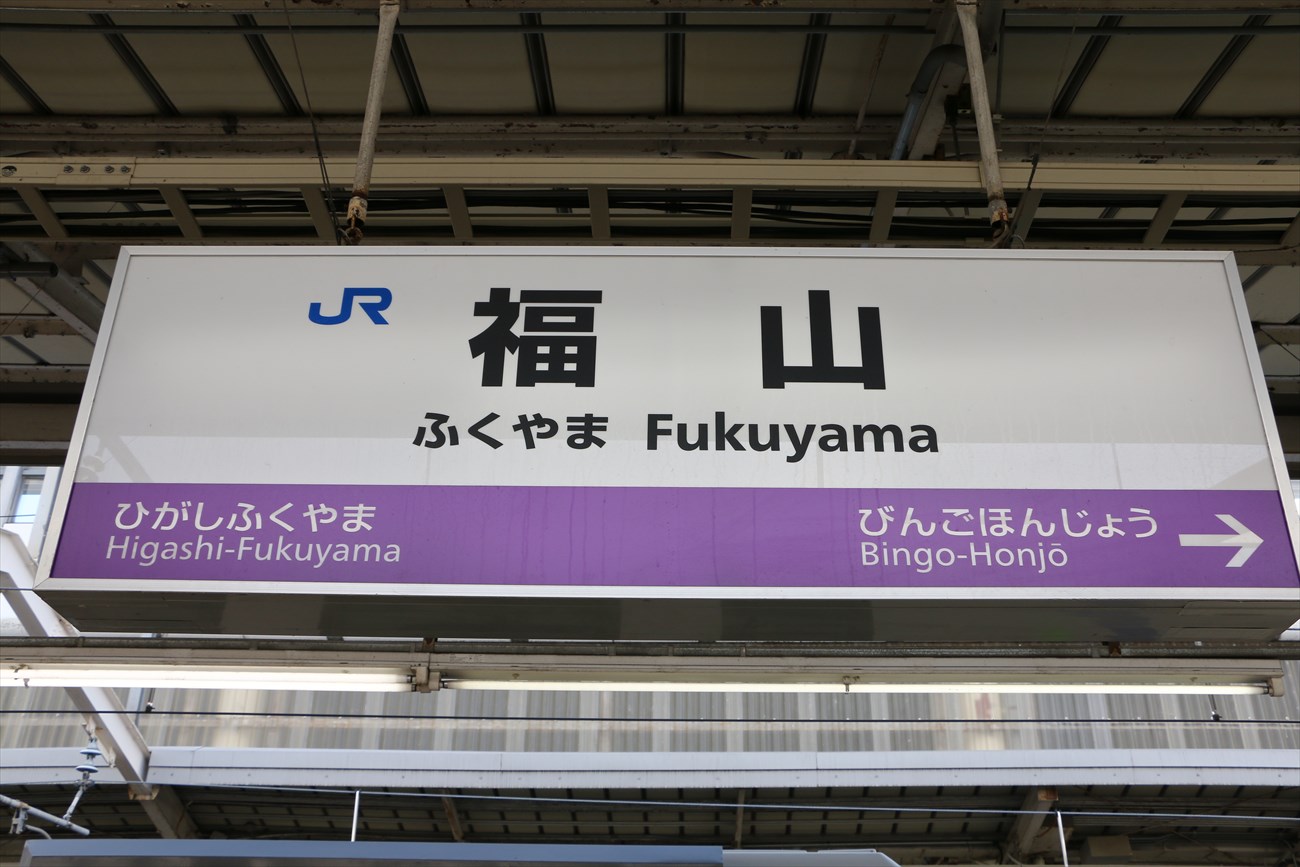 JR 福山
ふくやま Fukuyama
ひがしふくやま
Higashi-Fukuyama
びんごほんじょう
Bingo-Honjō